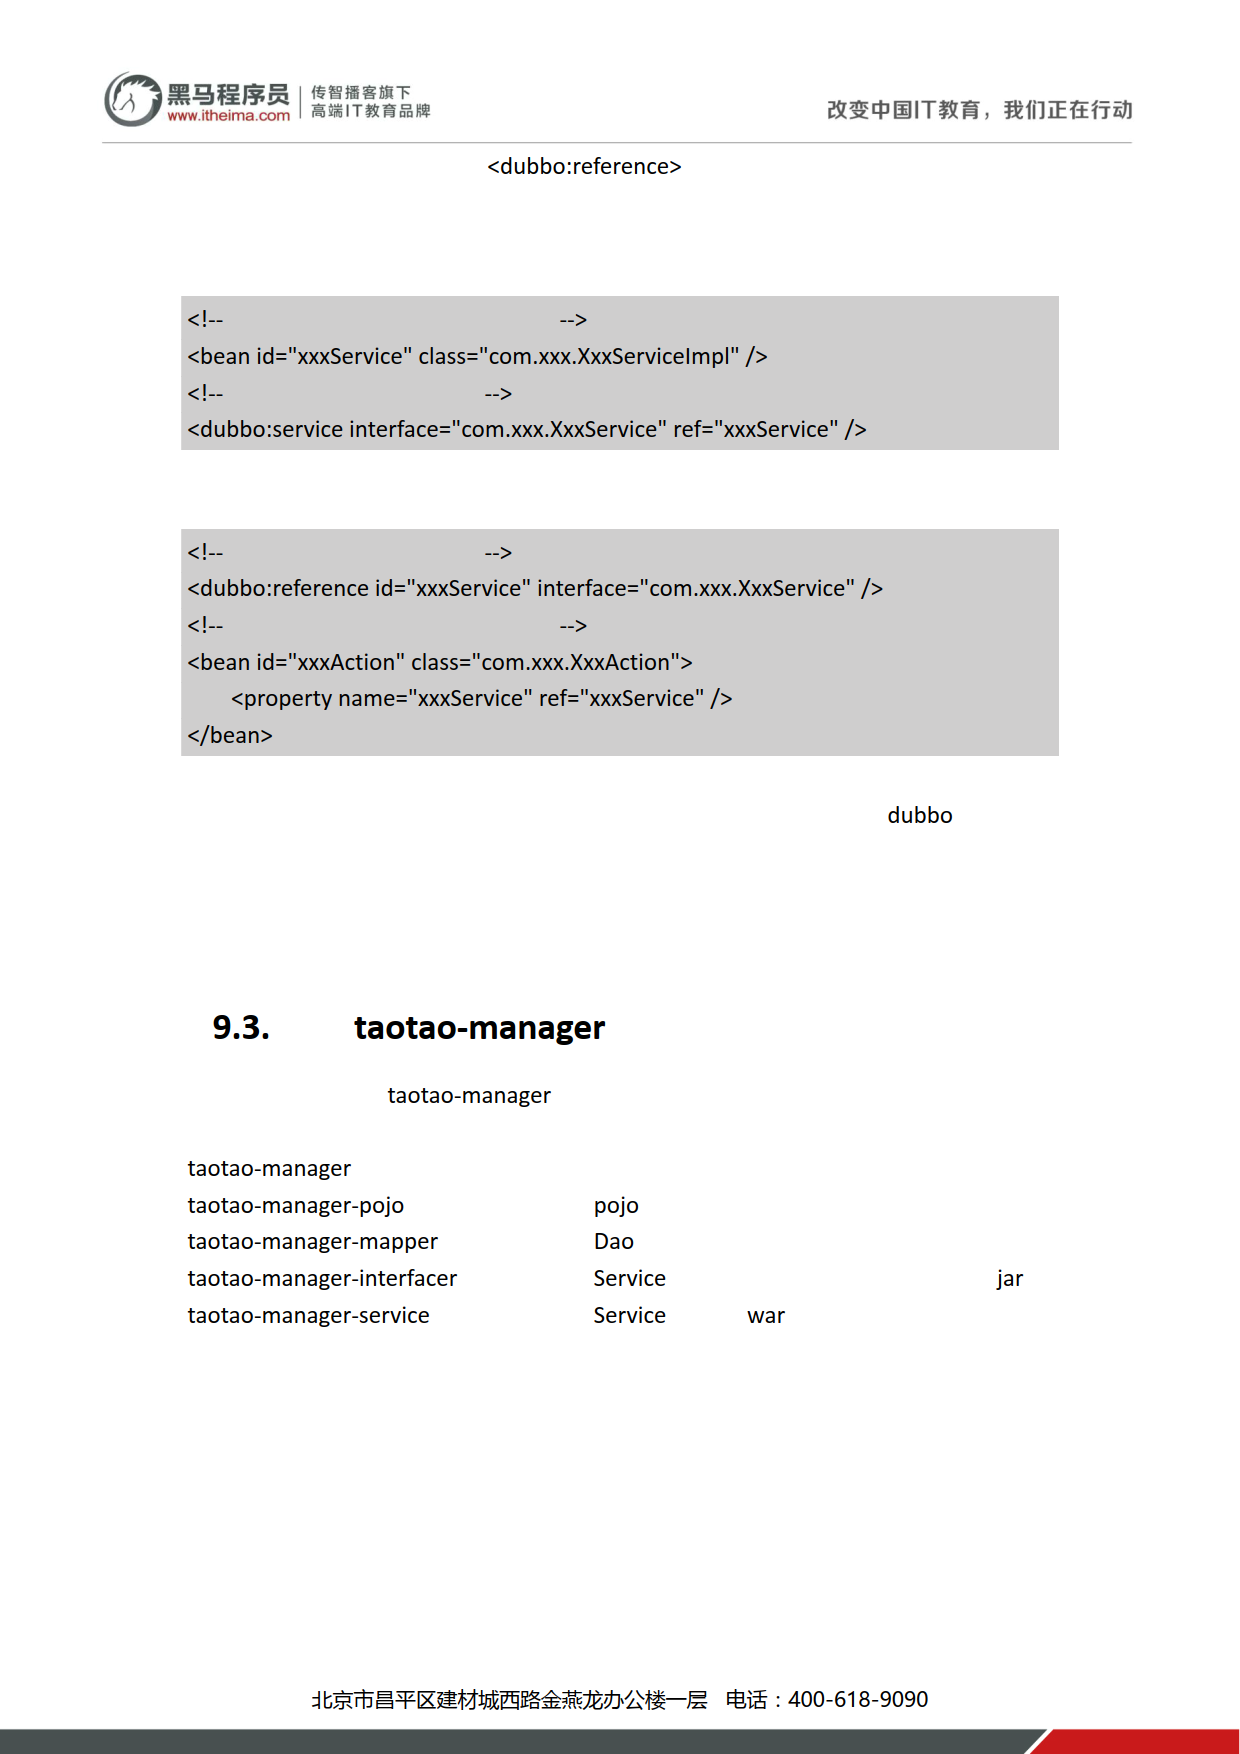 黑马程序员
www.itheima.com
传智播客旗下
高端IT教育品牌
改变中国IT教育，我们正在行动
<dubbo:reference>
<!-- -->
<bean id="xxxService" class="com.xxx.XxxServiceImpl" />
<!-- -->
<dubbo:service interface="com.xxx.XxxService" ref="xxxService" />
<!-- -->
<dubbo:reference id="xxxService" interface="com.xxx.XxxService" />
<!-- -->
<bean id="xxxAction" class="com.xxx.XxxAction">
<property name="xxxService" ref="xxxService" />
</bean>
dubbo
9.3. taotao-manager
taotao-manager
taotao-manager
taotao-manager-pojo pojo
taotao-manager-mapper Dao
taotao-manager-interfacer Service jar
taotao-manager-service Service war
北京市昌平区建材城西路金燕龙办公楼一层 电话：400-618-9090